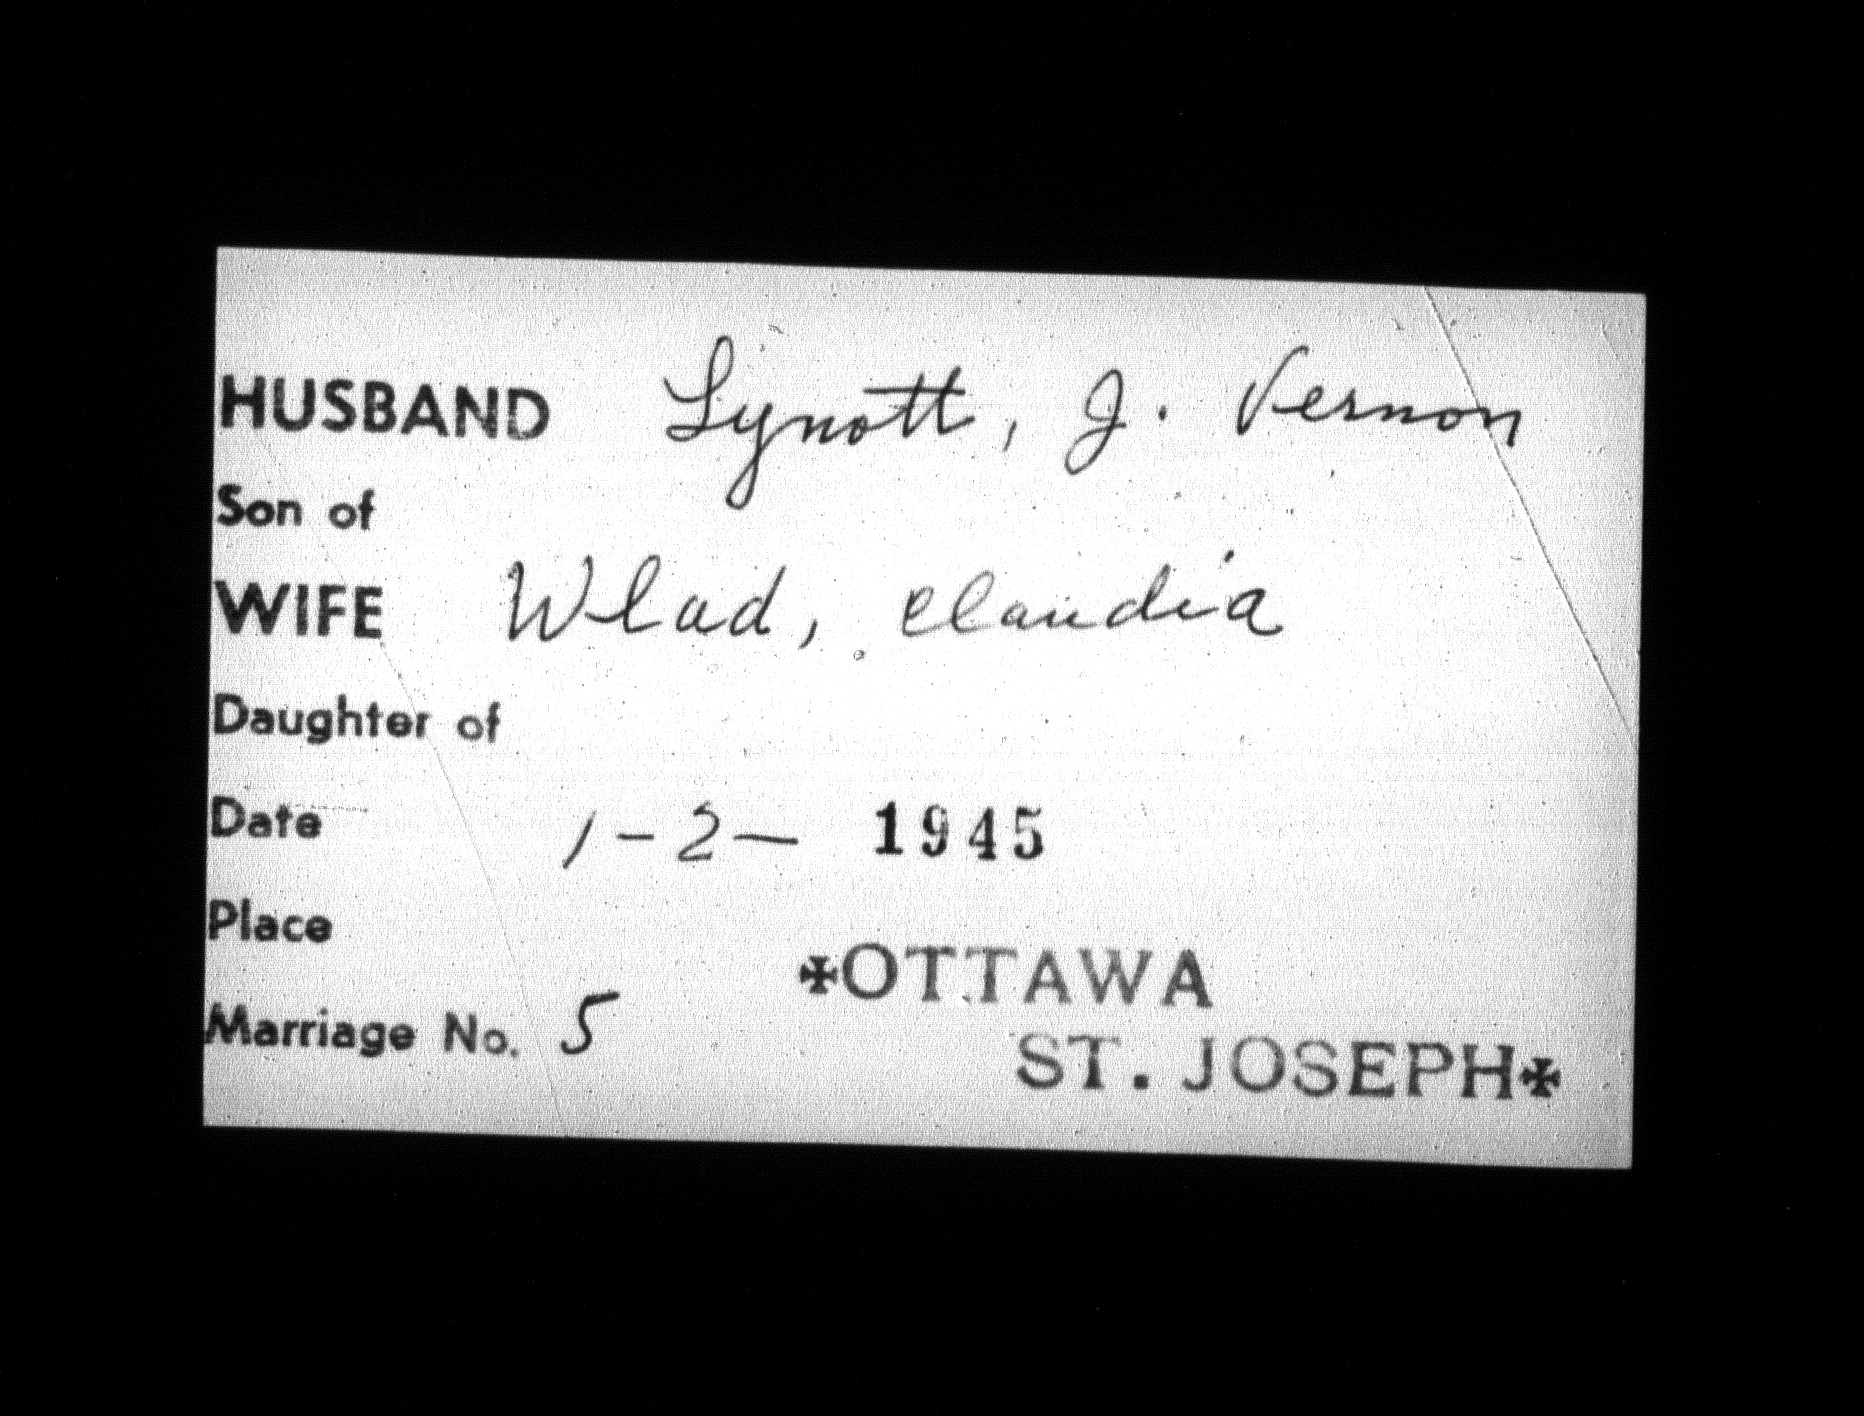 HUSBAND Lynott, J. Vernon
Son of
WIFE Wlad, Claudia
Daughter of
Date 1-2- 1945
Place
✠OTTAWA
Marriage No. 5
ST. JOSEPH✠